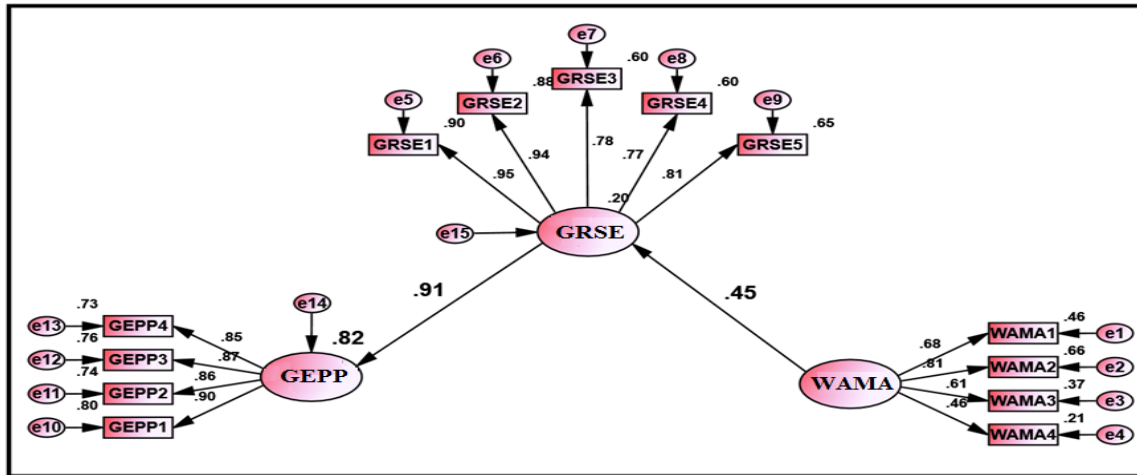 e7
.60
e6
e8
.88
GRSE3
.60
e5
GRSE2
GRSE4
e9
.90
.65
GRSE1
.94
.78
.77
GRSE5
.95
.81
.20
e15
GRSE
.91
.45
.73
e14
.46
e13
GEPP4
.85
.82
.68
WAMA1
e1
.76
.81
.66
e12
GEPP3
.87
GEPP
WAMA
WAMA2
e2
.74
.86
.61
.37
e11
GEPP2
.90
.46
WAMA3
e3
.80
.21
e10
GEPP1
WAMA4
e4